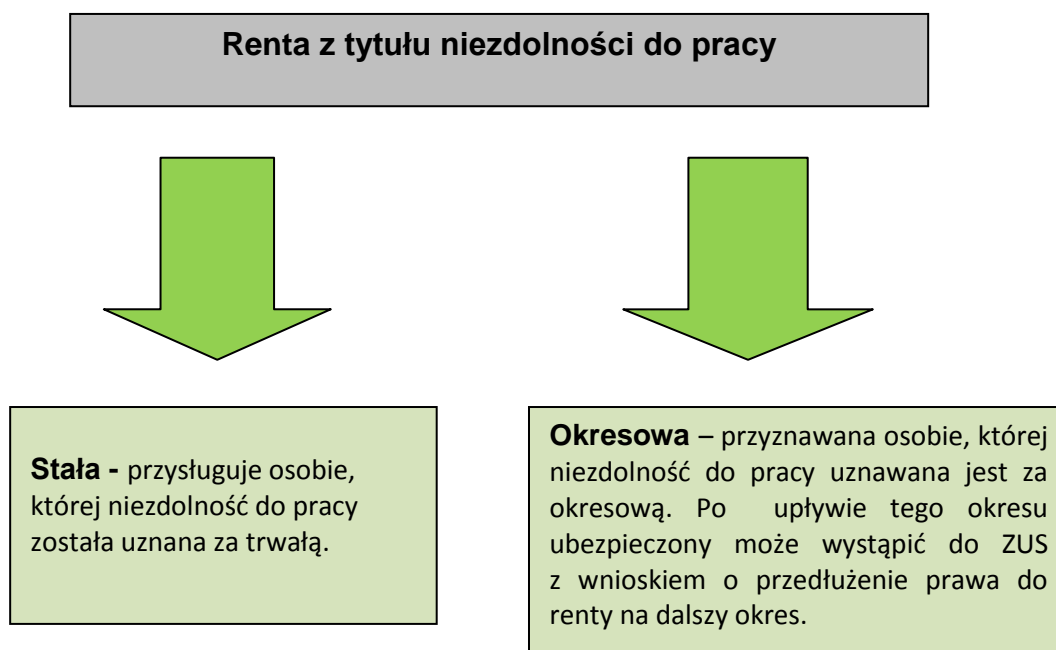 Renta z tytułu niezdolności do pracy
Stała - przysługuje osobie,
której niezdolność do pracy
została uznana za trwałą.
Okresowa – przyznawana osobie, której
niezdolność do pracy uznawana jest za
okresową. Po upływie tego okresu
ubezpieczony może wystąpić do ZUS
z wnioskiem o przedłużenie prawa do
renty na dalszy okres.